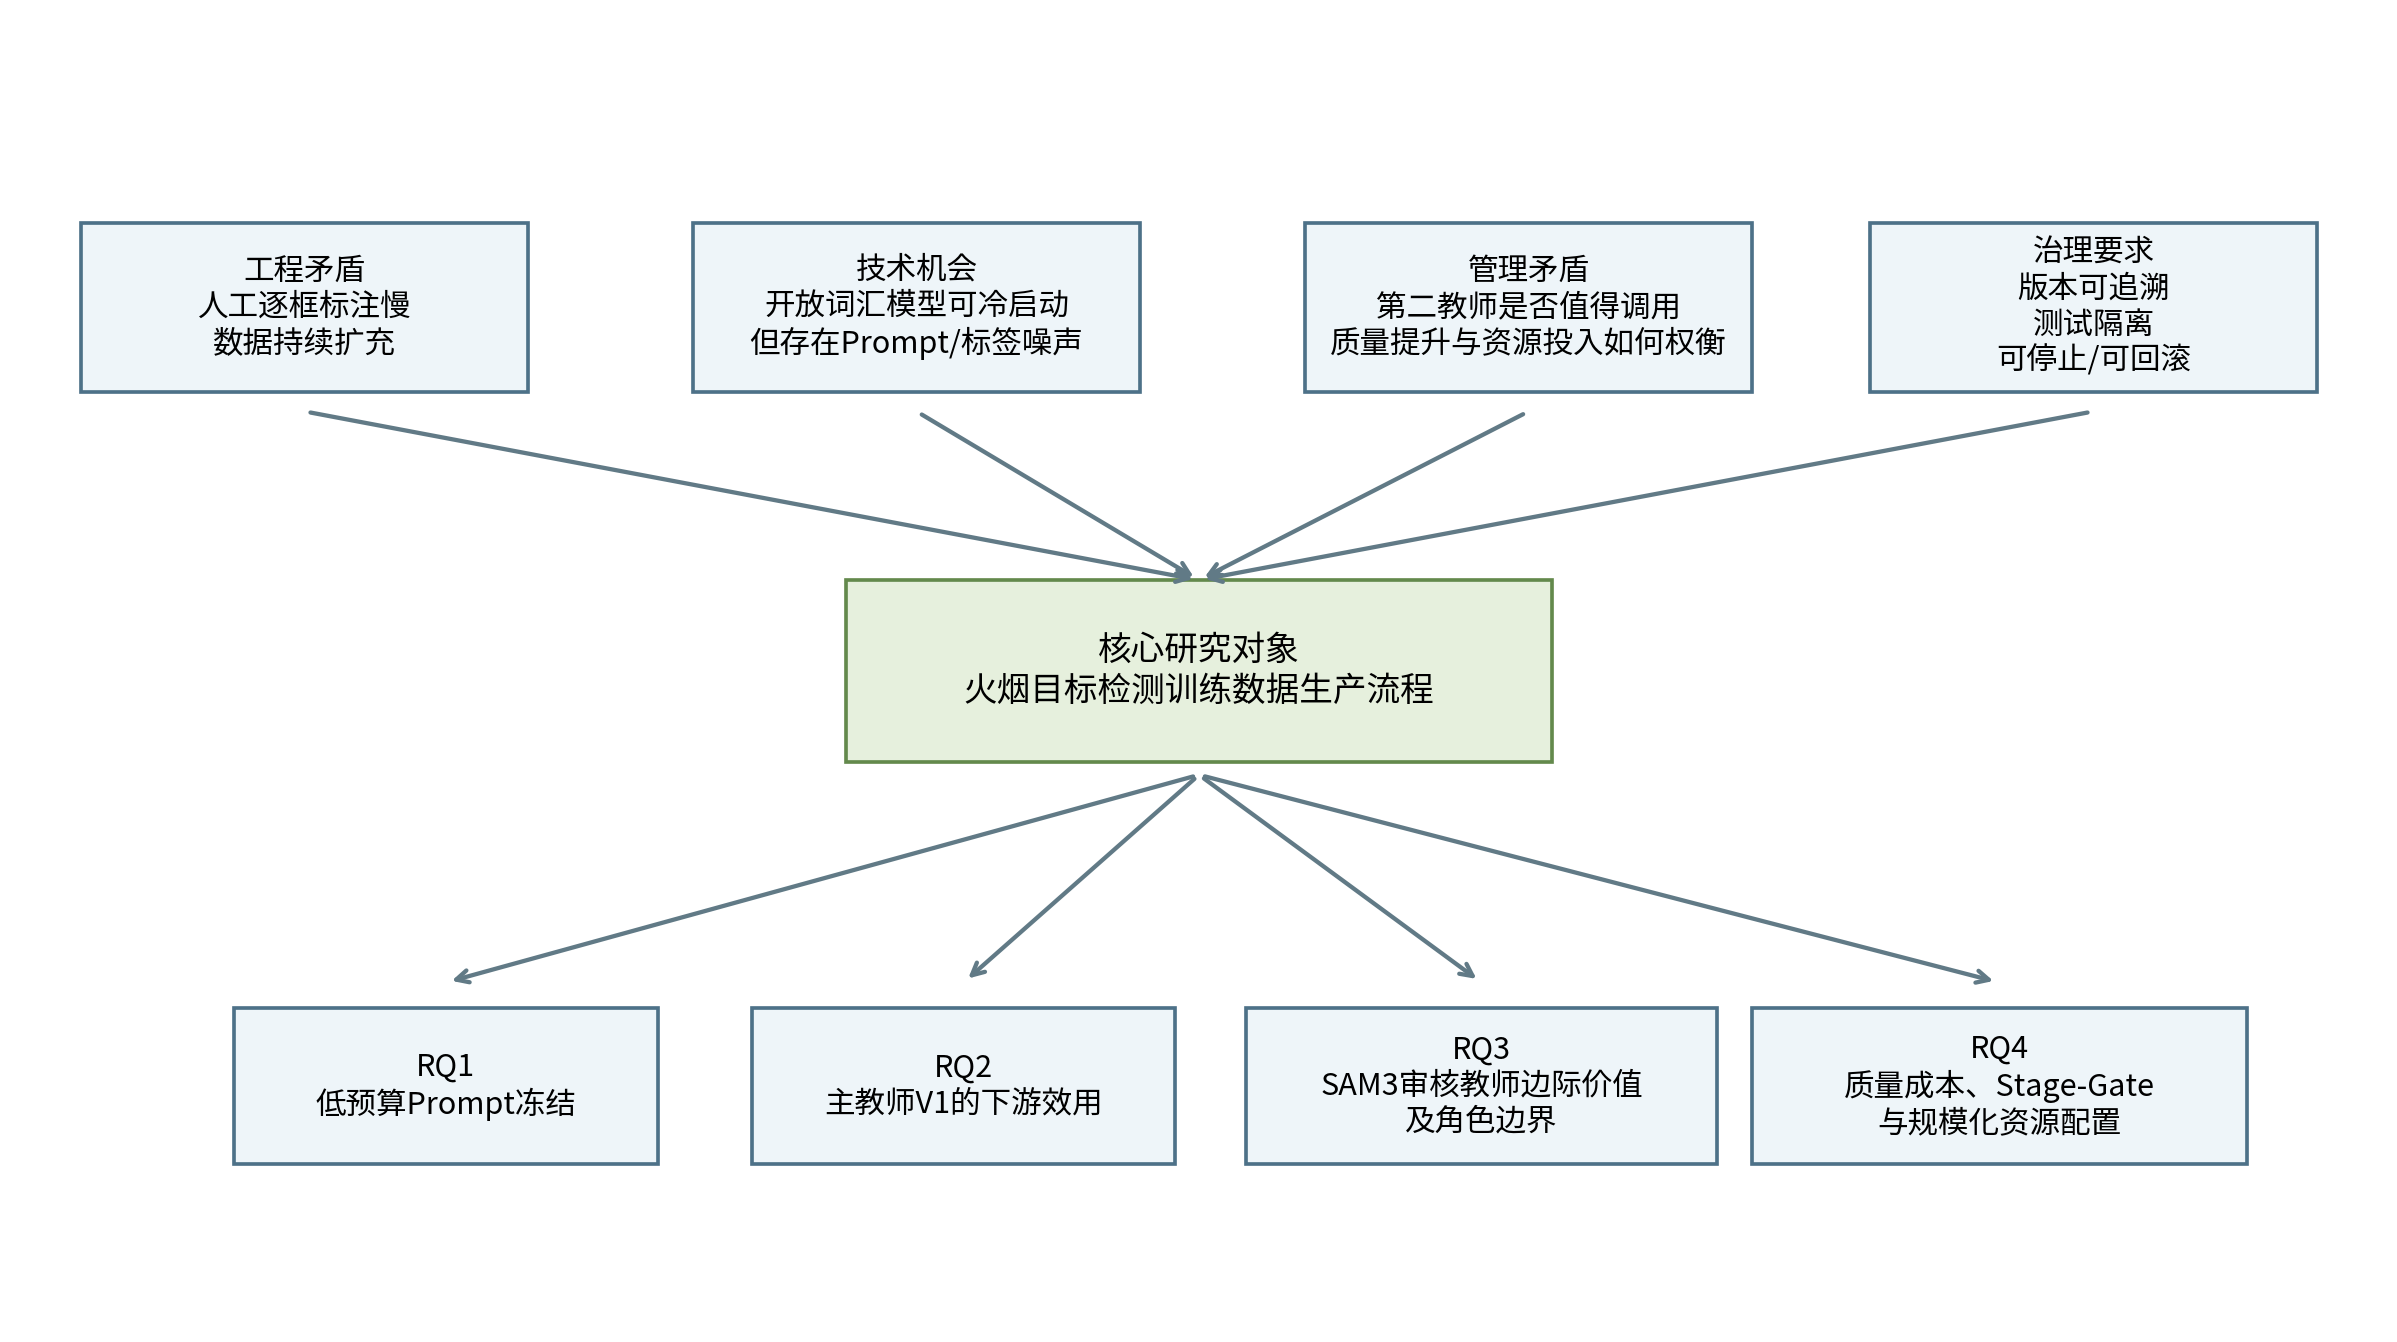 工程矛盾
人工逐框标注慢
数据持续扩充
技术机会
开放词汇模型可冷启动
但存在Prompt/标签噪声
管理矛盾
第二教师是否值得调用
质量提升与资源投入如何权衡
治理要求
版本可追溯
测试隔离
可停止/可回滚
核心研究对象
火烟目标检测训练数据生产流程
RQ1
低预算Prompt冻结
RQ2
主教师V1的下游效用
RQ3
SAM3审核教师边际价值
及角色边界
RQ4
质量成本、Stage-Gate
与规模化资源配置